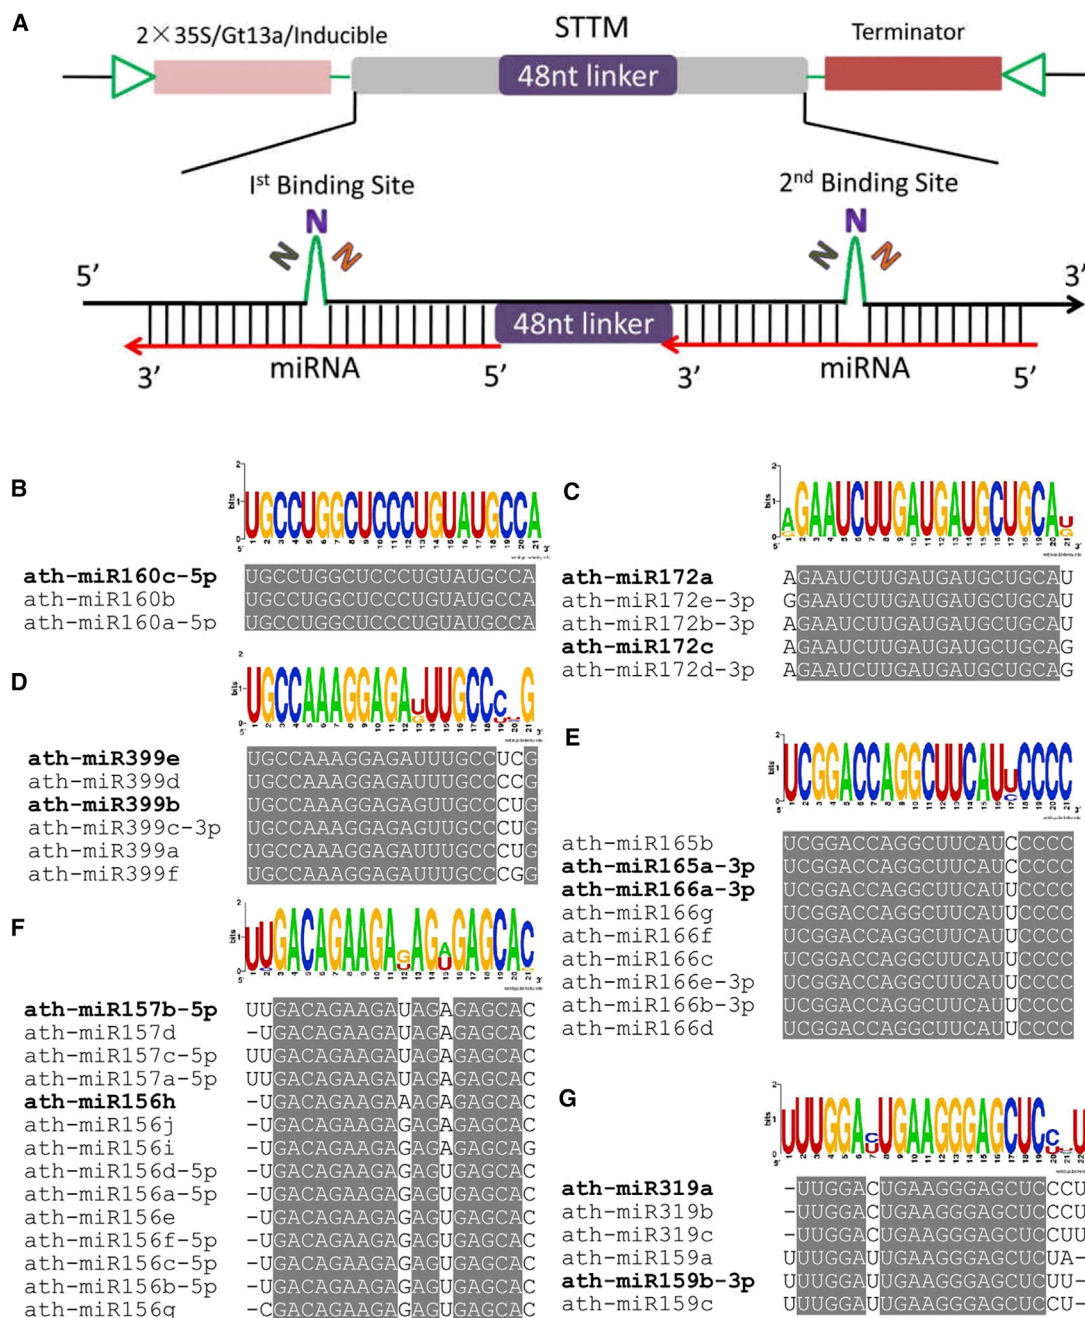 A
2×35S/Gt13a/Inducible
STTM
Terminator
48nt linker
1st Binding Site
2nd Binding Site
N N N
N N N
5’
3’
48nt linker
miRNA
miRNA
3’
5’
3’
5’
B
UGCCUGGCUCCCUGUAUGCCA
ath-miR160c-5p UGCCUGGCUCCCUGUAUGCCA
ath-miR160b UGCCUGGCUCCCUGUAUGCCA
ath-miR160a-5p UGCCUGGCUCCCUGUAUGCCA
C
ath-miR172a AGAAUCUUGAUGAUGCUGCAU
ath-miR172e-3p GGAAUCUUGAUGAUGCUGCAU
ath-miR172b-3p AGAAUCUUGAUGAUGCUGCAU
ath-miR172c AGAAUCUUGAUGAUGCUGCAG
ath-miR172d-3p AGAAUCUUGAUGAUGCUGCAG
D
ath-miR399e UGCCAAAGGAGAUUUGCCUCG
ath-miR399d UGCCAAAGGAGAUUUGCCCCG
ath-miR399b UGCCAAAGGAGAGUUGCCCUG
ath-miR399c-3p UGCCAAAGGAGAGUUGCCCUG
ath-miR399a UGCCAAAGGAGAUUUGCCCUG
ath-miR399f UGCCAAAGGAGAUUUGCCCGG
E
ath-miR165b UCGGACCAGGCUUCAUCCCCC
ath-miR165a-3p UCGGACCAGGCUUCAUCCCCC
ath-miR166a-3p UCGGACCAGGCUUCAUUCCCC
ath-miR166g UCGGACCAGGCUUCAUUCCCC
ath-miR166f UCGGACCAGGCUUCAUUCCCC
ath-miR166c UCGGACCAGGCUUCAUUCCCC
ath-miR166e-3p UCGGACCAGGCUUCAUUCCCC
ath-miR166b-3p UCGGACCAGGCUUCAUUCCCC
ath-miR166d UCGGACCAGGCUUCAUUCCCC
F
ath-miR157b-5p UUGACAGAAGAUAGAGAGCAC
ath-miR157d -UGACAGAAGAUAGAGAGCAC
ath-miR157c-5p UUGACAGAAGAUAGAGAGCAC
ath-miR157a-5p UUGACAGAAGAUAGAGAGCAC
ath-miR156h -UGACAGAAGAAAGAGAGCAC
ath-miR156j -UGACAGAAGAGAGAGAGCAC
ath-miR156i -UGACAGAAGAGAGAGAGCAG
ath-miR156d-5p -UGACAGAAGAGAGUGAGCAC
ath-miR156a-5p -UGACAGAAGAGAGUGAGCAC
ath-miR156e -UGACAGAAGAGAGUGAGCAC
ath-miR156f-5p -UGACAGAAGAGAGUGAGCAC
ath-miR156c-5p -UGACAGAAGAGAGUGAGCAC
ath-miR156b-5p -UGACAGAAGAGAGUGAGCAC
ath-miR156g -CGACAGAAGAGAGUGAGCAC
G
ath-miR319a -UUGGACUGAAGGGAGCUCCCU
ath-miR319b -UUGGACUGAAGGGAGCUCCCU
ath-miR319c -UUGGACUGAAGGGAGCUCCUU
ath-miR159a UUUGGAUUGAAGGGAGCUCUA-
ath-miR159b-3p UUUGGAUUGAAGGGAGCUCUU-
ath-miR159c UUUGGAUUGAAGGGAGCUCCU-